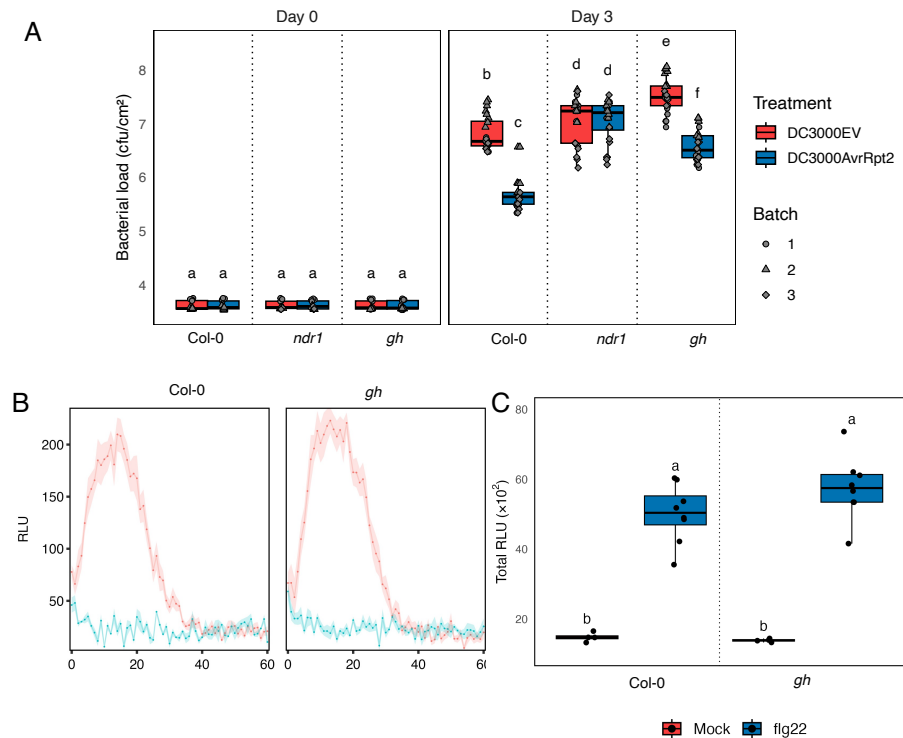 A
Day 0
Day 3
Bacterial load (cfu/cm²)
8
7
6
5
4
a a a a a a
b c d d e f
Col-0 ndr1 gh
Col-0 ndr1 gh
Treatment
DC3000EV
DC3000AvrRpt2
Batch
1
2
3
B
Col-0
gh
RLU
200
150
100
50
0 20 40 60
0 20 40 60
C
Total RLU (×10²)
80
60
40
20
b a b a
Col-0 gh
Mock flg22